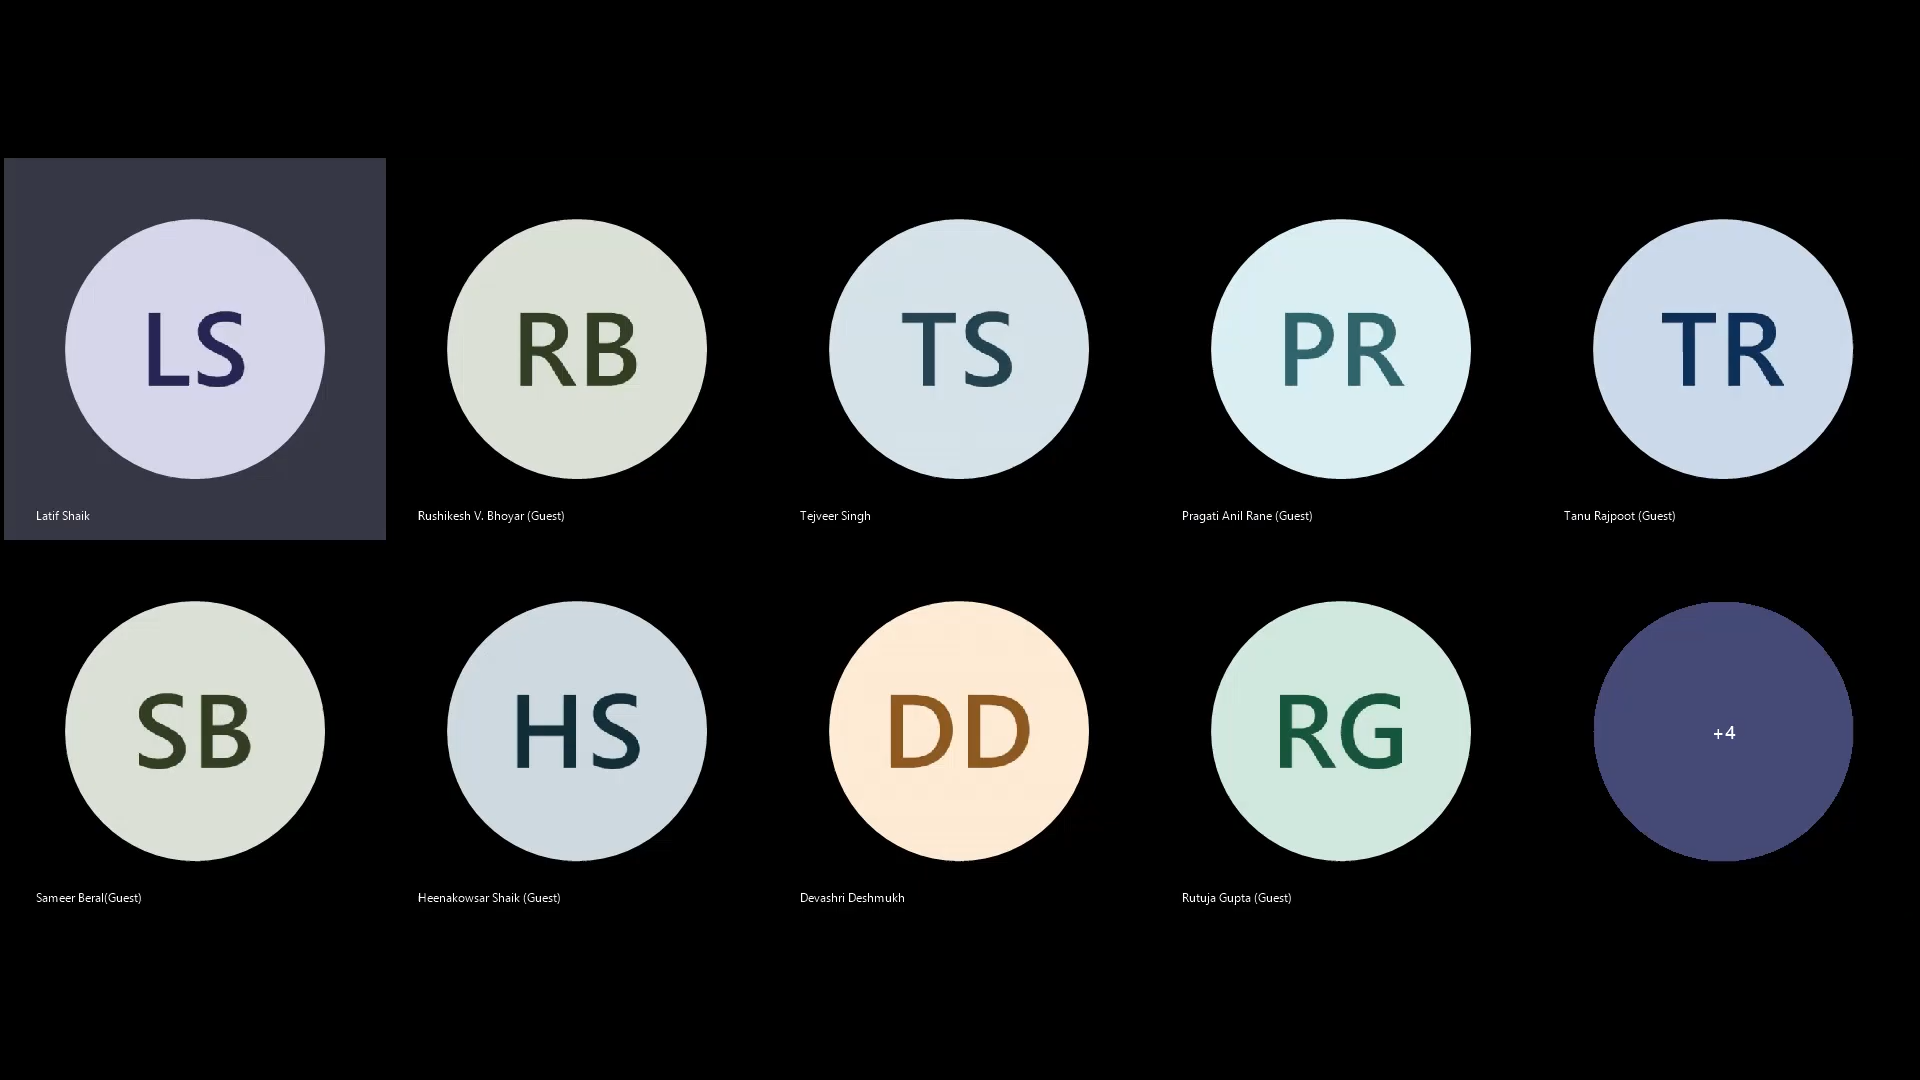 LS
RB
TS
PR
TR
Latif Shaik
Rushikesh V. Bhoyar (Guest)
Tejveer Singh
Pragati Anil Rane (Guest)
Tanu Rajpoot (Guest)
SB
HS
DD
RG
+4
Sameer Beral(Guest)
Heenakowsar Shaik (Guest)
Devashri Deshmukh
Rutuja Gupta (Guest)